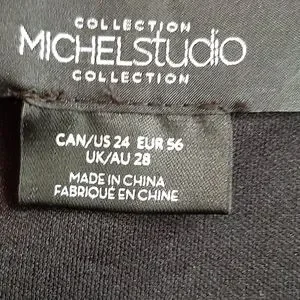 COLLECTION
MICHELstudio
COLLECTION
CAN/US 24 EUR 56
UK/AU 28
MADE IN CHINA
FABRIQUÉ EN CHINE